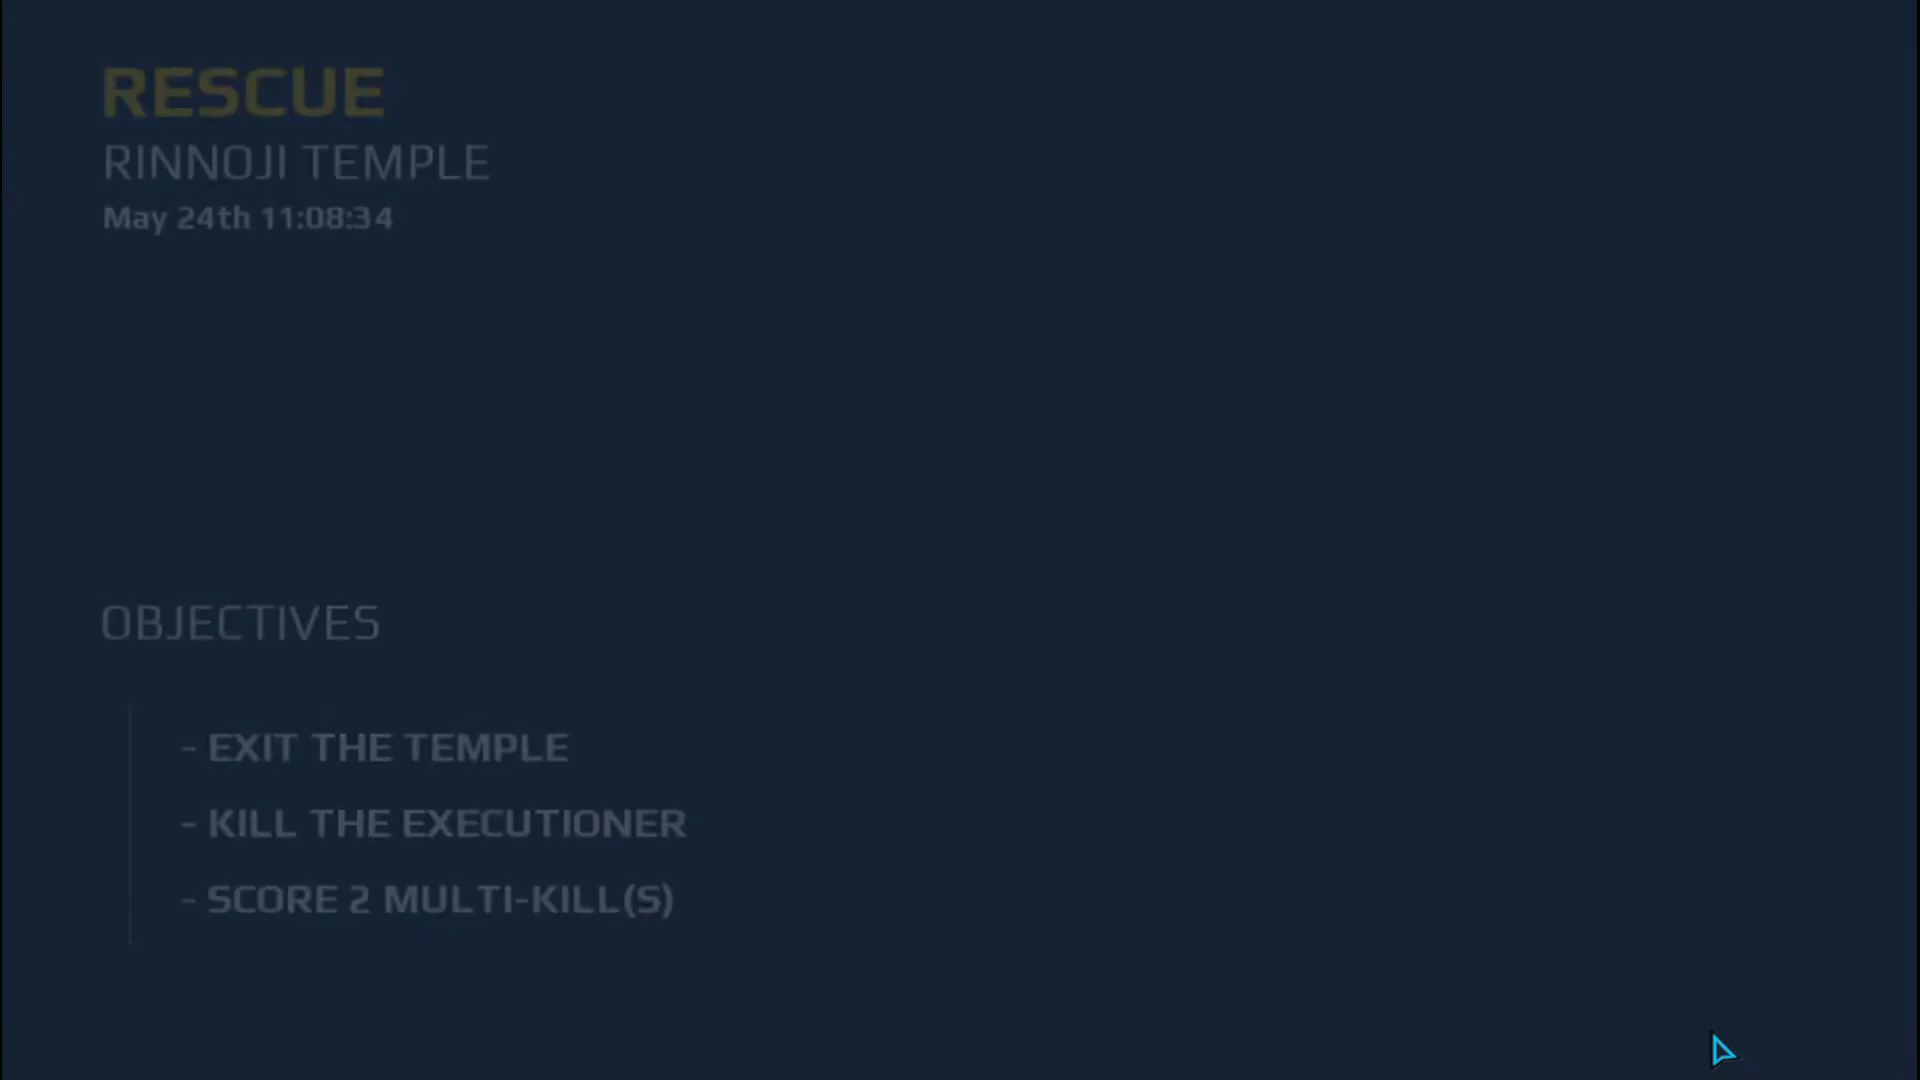 RESCUE
RINNOJI TEMPLE
May 24th 11:08:34
OBJECTIVES
- EXIT THE TEMPLE
- KILL THE EXECUTIONER
- SCORE 2 MULTI-KILL(S)